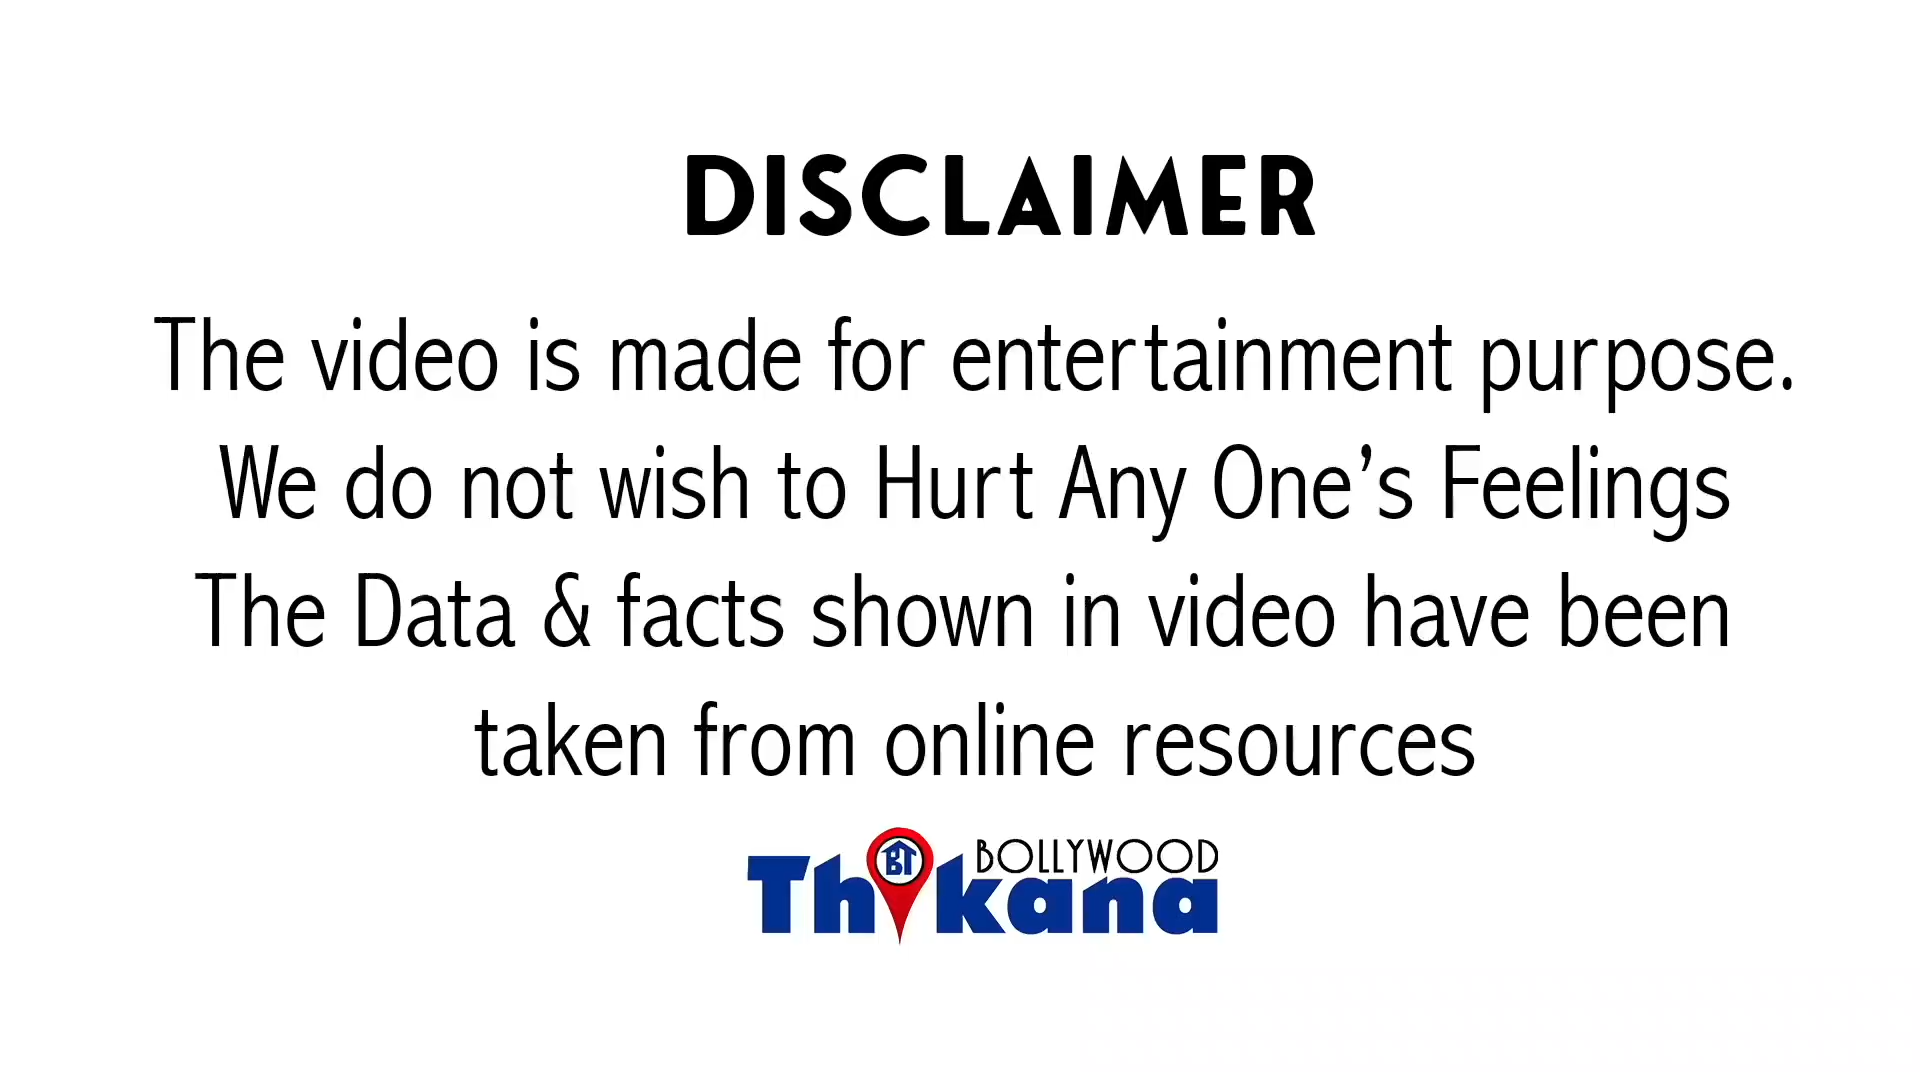 DISCLAIMER
The video is made for entertainment purpose.
We do not wish to Hurt Any One’s Feelings
The Data & facts shown in video have been
taken from online resources
BT
BOLLYWOOD
Thikana